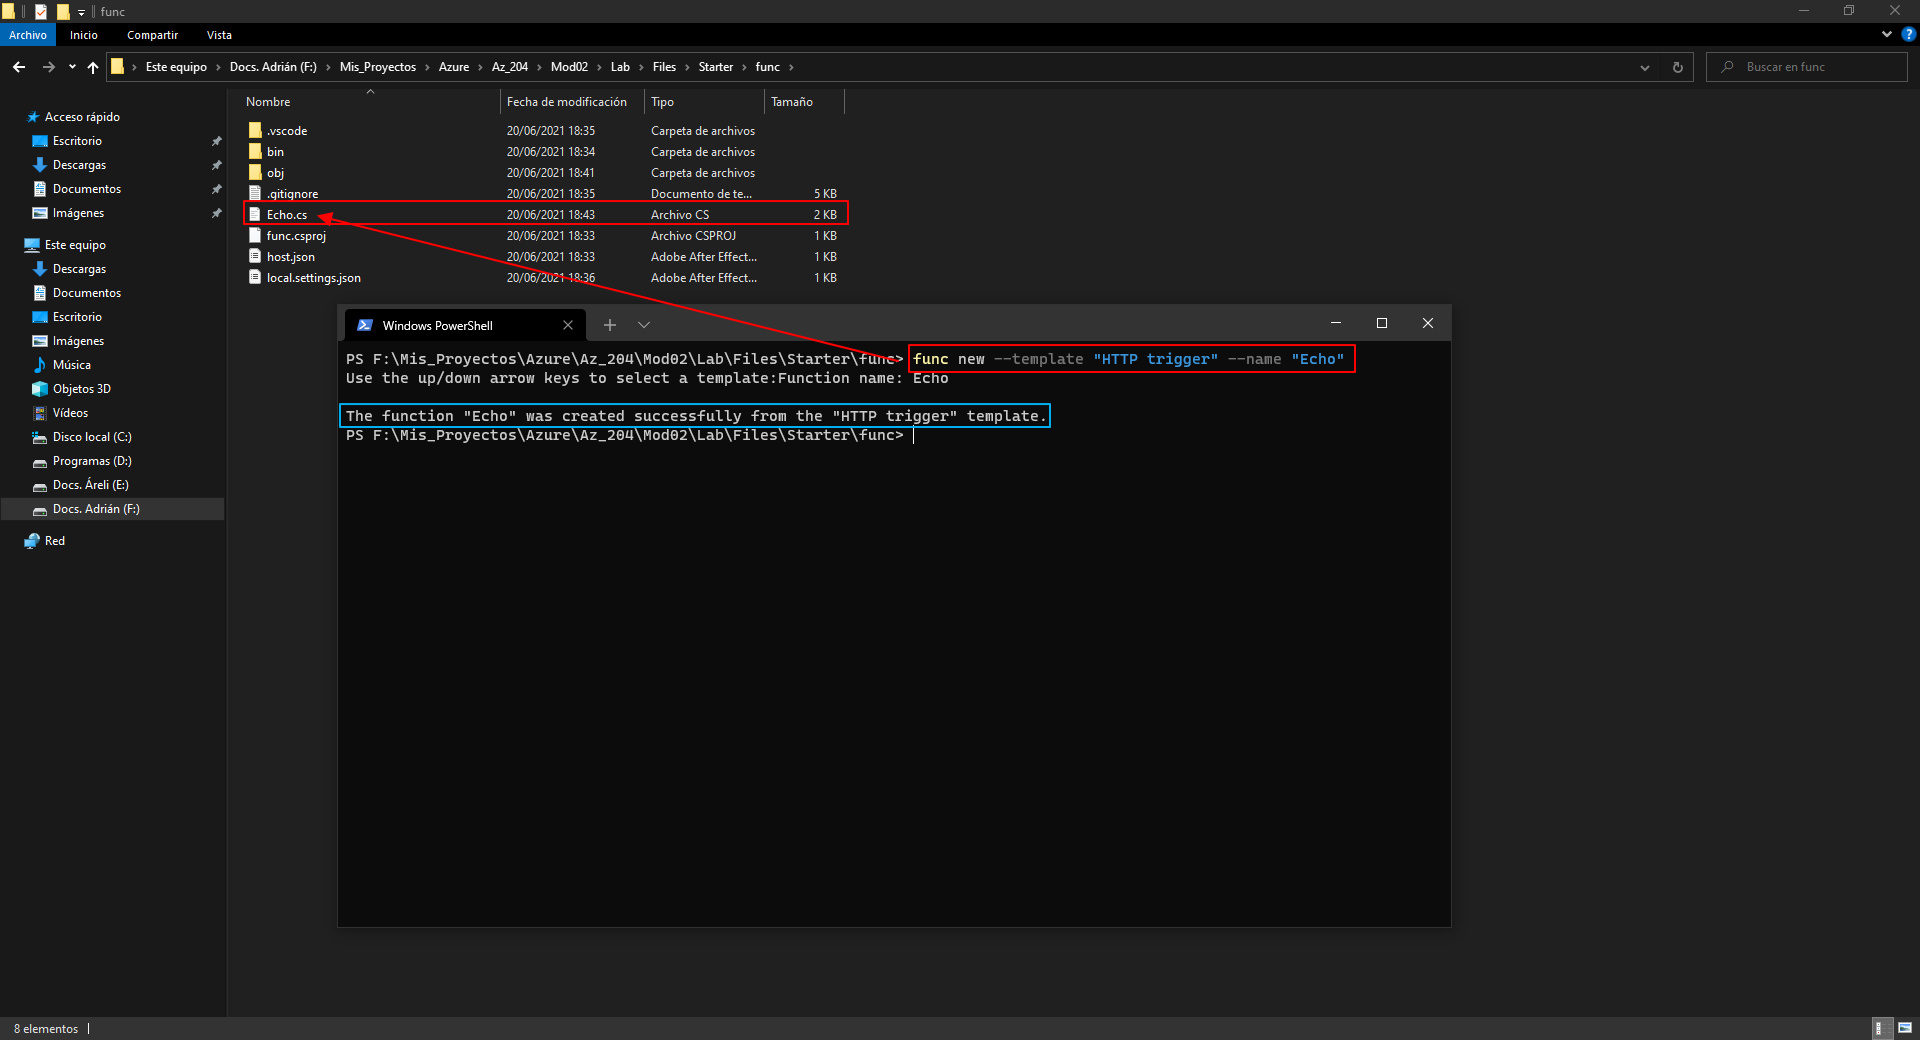 func
Archivo Inicio Compartir Vista
Este equipo Docs. Adrián (F:) Mis_Proyectos Azure Az_204 Mod02 Lab Files Starter func Buscar en func
Nombre Fecha de modificación Tipo Tamaño
.vscode 20/06/2021 18:35 Carpeta de archivos
bin 20/06/2021 18:34 Carpeta de archivos
obj 20/06/2021 18:41 Carpeta de archivos
.gitignore 20/06/2021 18:35 Documento de te... 5 KB
Echo.cs 20/06/2021 18:43 Archivo CS 2 KB
func.csproj 20/06/2021 18:33 Archivo CSPROJ 1 KB
host.json 20/06/2021 18:33 Adobe After Effect... 1 KB
local.settings.json 20/06/2021 18:36 Adobe After Effect... 1 KB
Acceso rápido
Escritorio
Descargas
Documentos
Imágenes
Este equipo
Descargas
Documentos
Escritorio
Imágenes
Música
Objetos 3D
Vídeos
Disco local (C:)
Programas (D:)
Docs. Áreli (E:)
Docs. Adrián (F:)
Red
Windows PowerShell
PS F:\Mis_Proyectos\Azure\Az_204\Mod02\Lab\Files\Starter\func> func new --template "HTTP trigger" --name "Echo"
Use the up/down arrow keys to select a template:Function name: Echo
The function "Echo" was created successfully from the "HTTP trigger" template.
PS F:\Mis_Proyectos\Azure\Az_204\Mod02\Lab\Files\Starter\func>
8 elementos